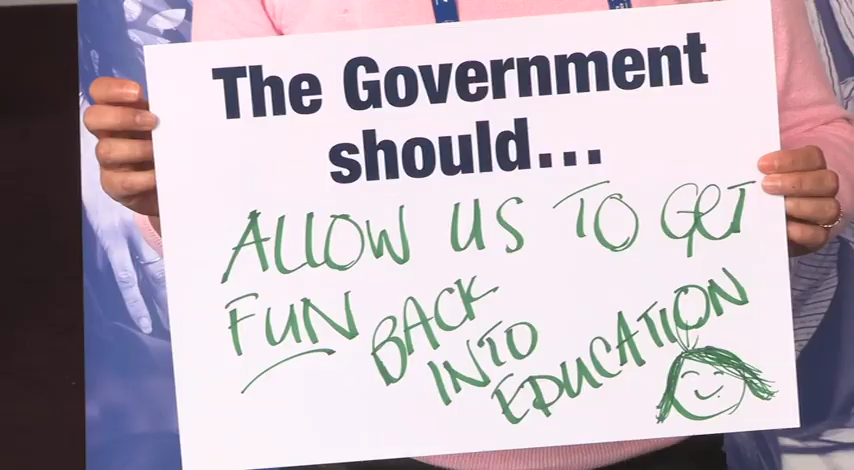 The Government
should...
ALLOW US TO GET
FUN BACK
INTO
EDUCATION